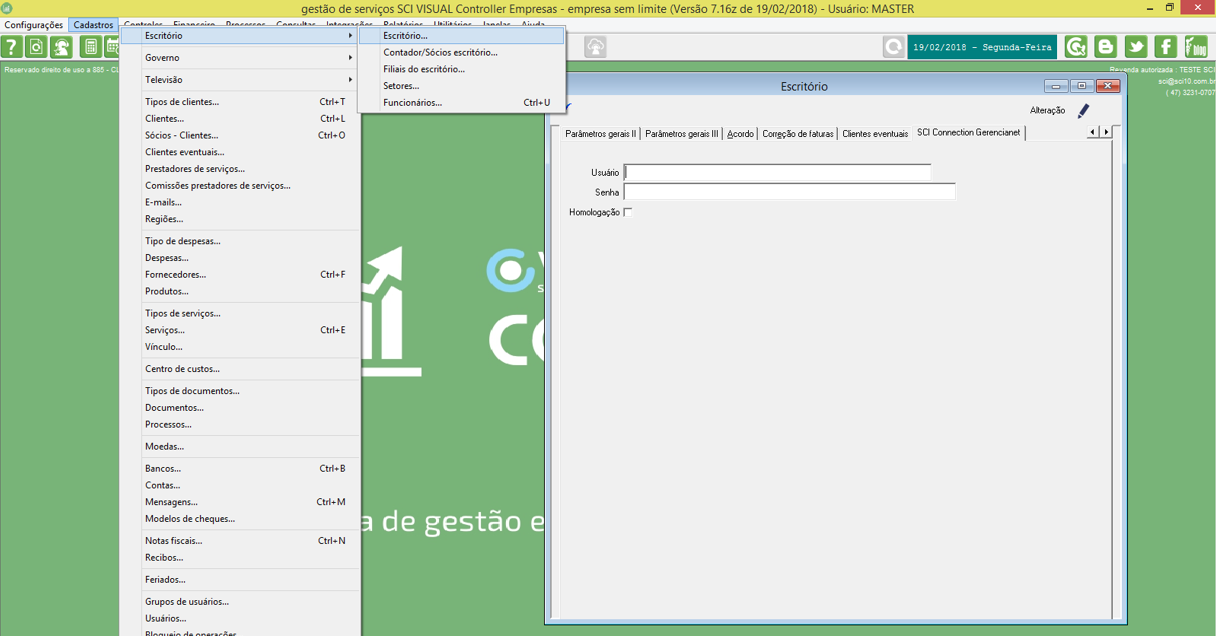 gestão de serviços SCI VISUAL Controller Empresas - empresa sem limite (Versão 7.16z de 19/02/2018) - Usuário: MASTER
Configurações Cadastros Controles Financeiro Processos Consultas Integrações Relatórios Utilitários Janelas Ajuda
19/02/2018 - Segunda-Feira
blog
Reservado direito de uso a 885 - CL
Revenda autorizada : TESTE SCI
sci@sci10.com.br
( 47) 3231-0707
Escritório
Governo
Televisão
Tipos de clientes... Ctrl+T
Clientes... Ctrl+L
Sócios - Clientes... Ctrl+O
Clientes eventuais...
Prestadores de serviços...
Comissões prestadores de serviços...
E-mails...
Regiões...
Tipo de despesas...
Despesas...
Fornecedores... Ctrl+F
Produtos...
Tipos de serviços...
Serviços... Ctrl+E
Vínculo...
Centro de custos...
Tipos de documentos...
Documentos...
Processos...
Moedas...
Bancos... Ctrl+B
Contas...
Mensagens... Ctrl+M
Modelos de cheques...
Notas fiscais... Ctrl+N
Recibos...
Feriados...
Grupos de usuários...
Usuários...
Bloqueio de operações
Escritório...
Contador/Sócios escritório...
Filiais do escritório...
Setores...
Funcionários... Ctrl+U
Escritório
Alteração
Parâmetros gerais II Parâmetros gerais III Acordo Correção de faturas Clientes eventuais SCI Connection Gerencianet
Usuário
Senha
Homologação
a de gestão e